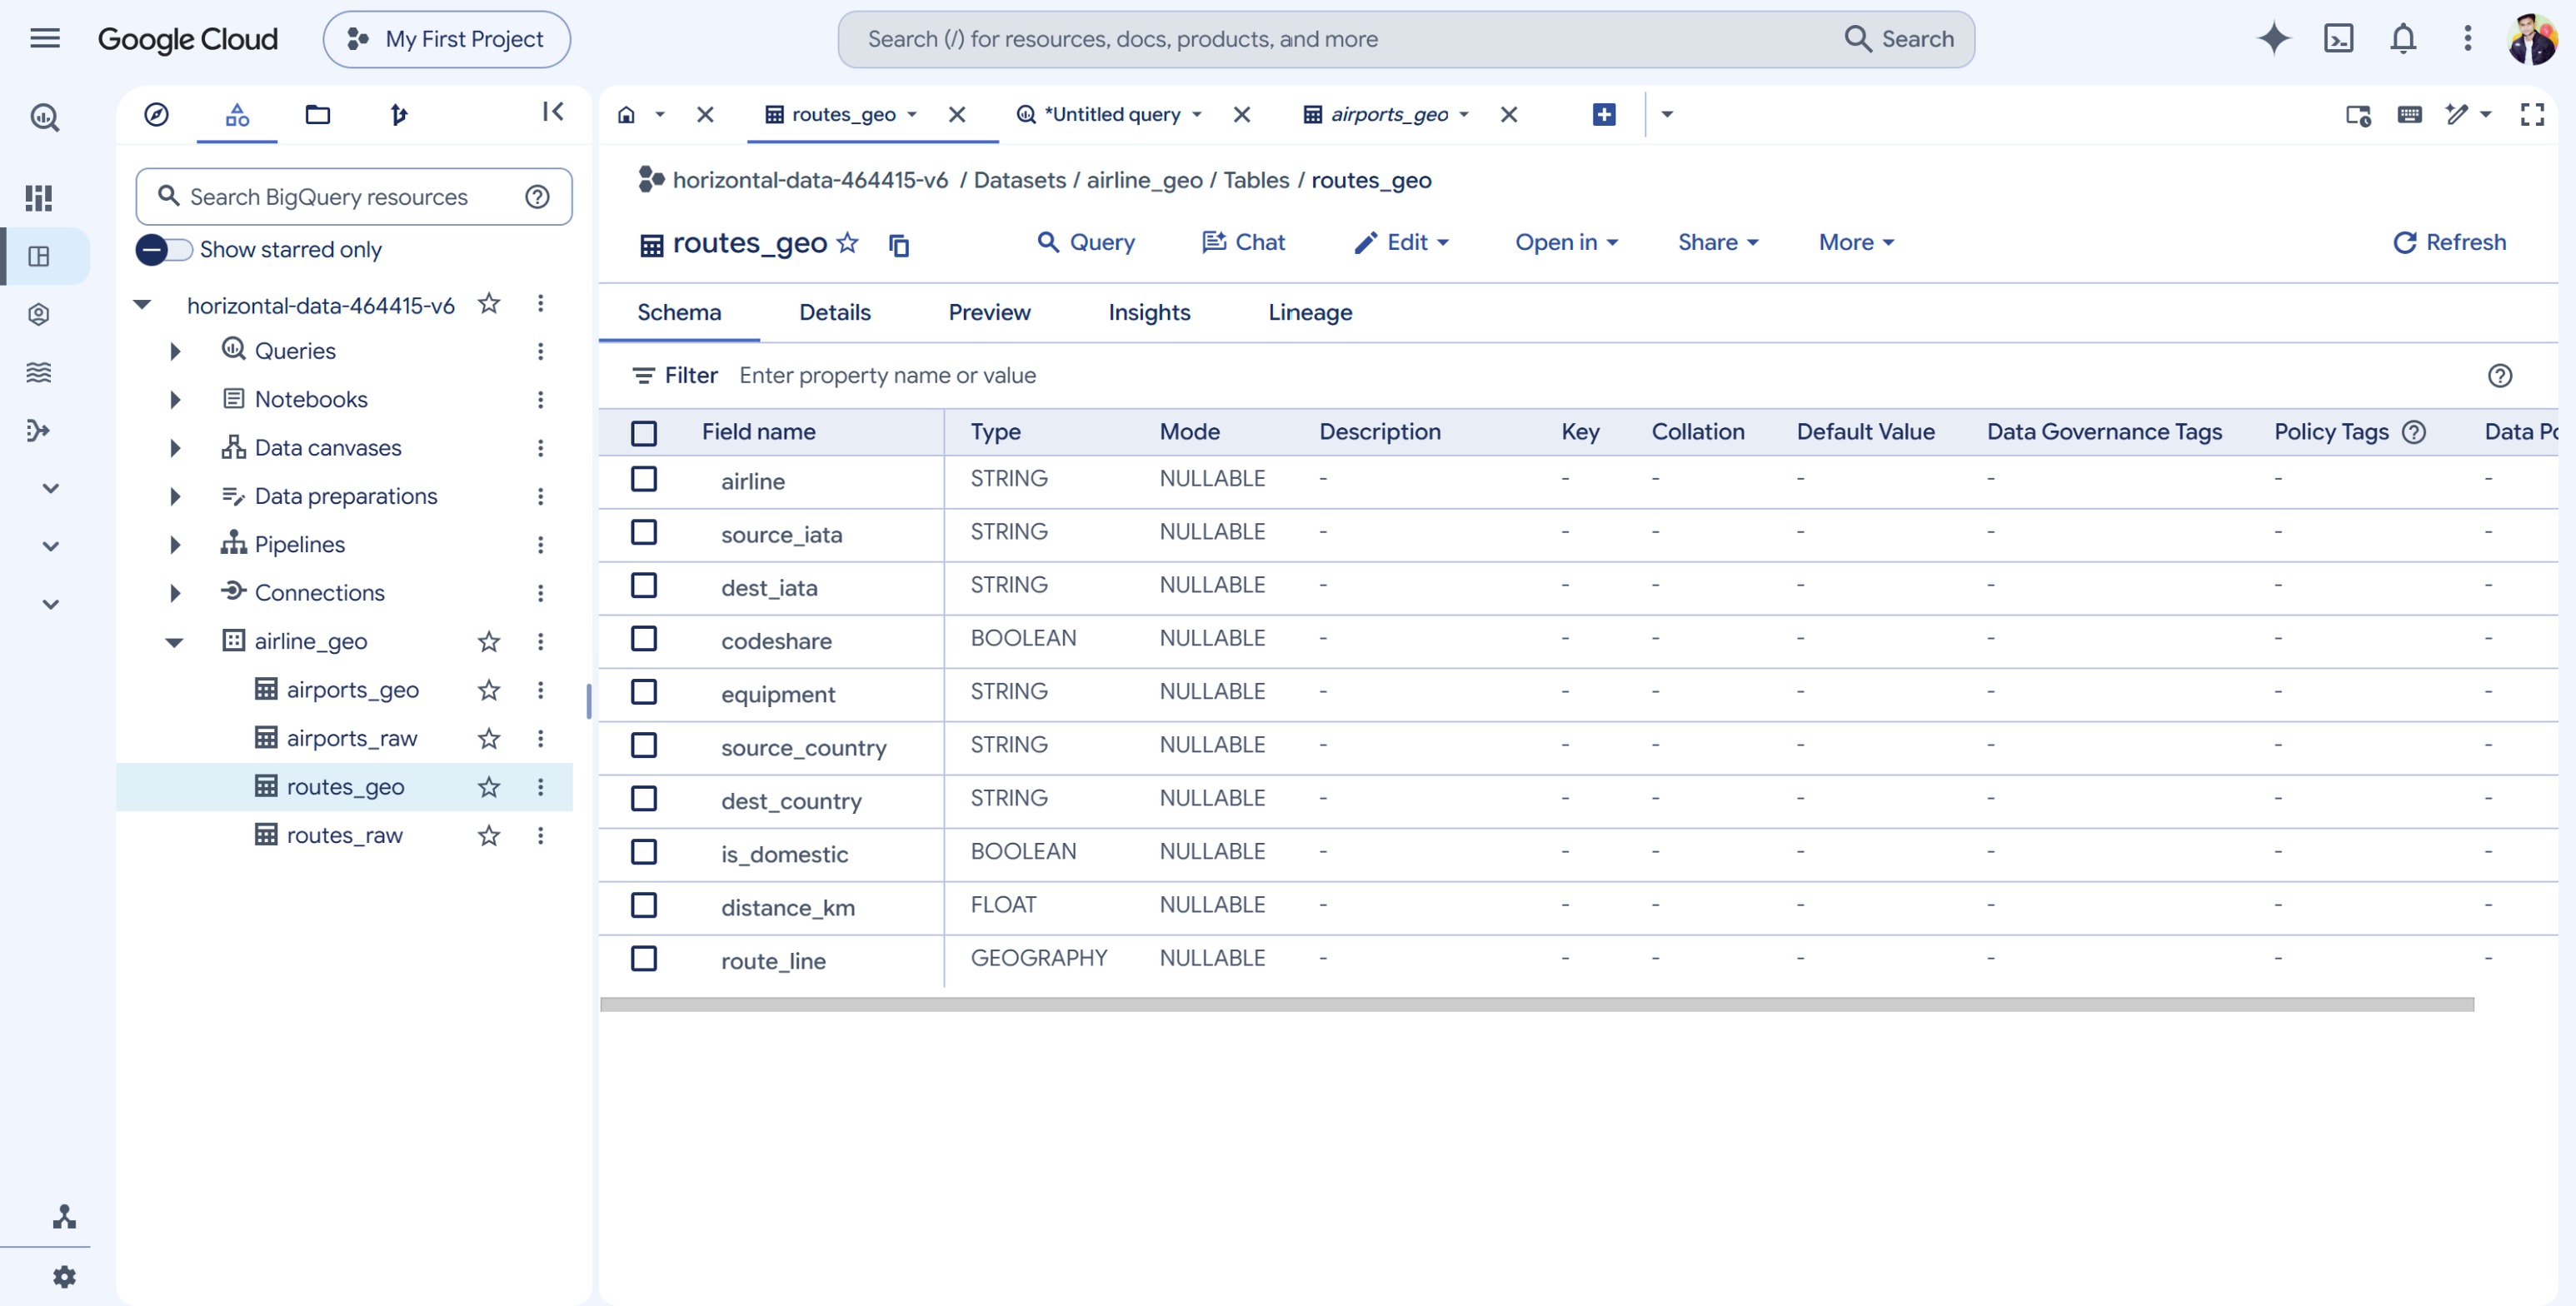 Google Cloud
My First Project
Search (/) for resources, docs, products, and more
Search
routes_geo
*Untitled query
airports_geo
Search BigQuery resources
Show starred only
horizontal-data-464415-v6
Queries
Notebooks
Data canvases
Data preparations
Pipelines
Connections
airline_geo
airports_geo
airports_raw
routes_geo
routes_raw
horizontal-data-464415-v6 / Datasets / airline_geo / Tables / routes_geo
routes_geo Query Chat Edit Open in Share More Refresh
Schema Details Preview Insights Lineage
Filter Enter property name or value
Field name Type Mode Description Key Collation Default Value Data Governance Tags Policy Tags Data Po
airline STRING NULLABLE - - - - - - -
source_iata STRING NULLABLE - - - - - - -
dest_iata STRING NULLABLE - - - - - - -
codeshare BOOLEAN NULLABLE - - - - - - -
equipment STRING NULLABLE - - - - - - -
source_country STRING NULLABLE - - - - - - -
dest_country STRING NULLABLE - - - - - - -
is_domestic BOOLEAN NULLABLE - - - - - - -
distance_km FLOAT NULLABLE - - - - - - -
route_line GEOGRAPHY NULLABLE - - - - - - -